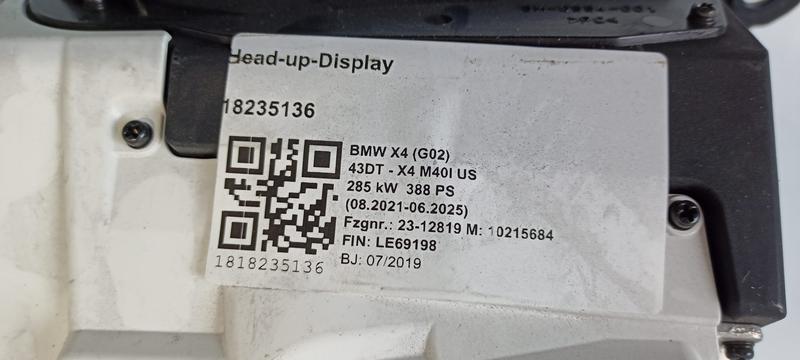 Head-up-Display
18235136
BMW X4 (G02)
43DT - X4 M40I US
285 kW 388 PS
(08.2021-06.2025)
Fzgnr.: 23-12819 M: 10215684
FIN: LE69198
BJ: 07/2019
1818235136